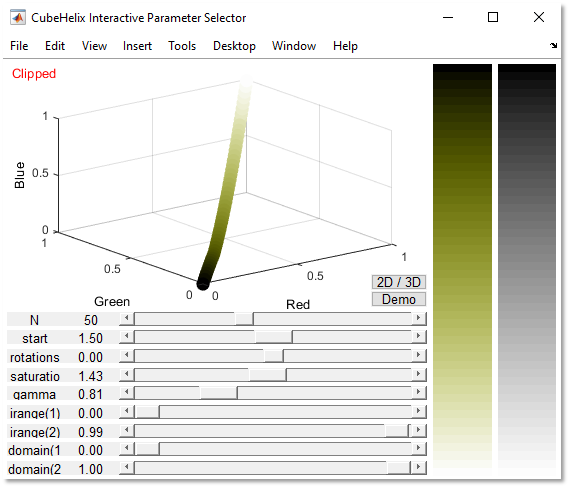 CubeHelix Interactive Parameter Selector
File Edit View Insert Tools Desktop Window Help
Clipped
1
0.5
0
Blue
1
0.5
0
Green
0
0.5
1
Red
2D / 3D
Demo
N 50
start 1.50
rotations 0.00
saturatio 1.43
gamma 0.81
irange(1) 0.00
irange(2) 0.99
domain(1 0.00
domain(2 1.00